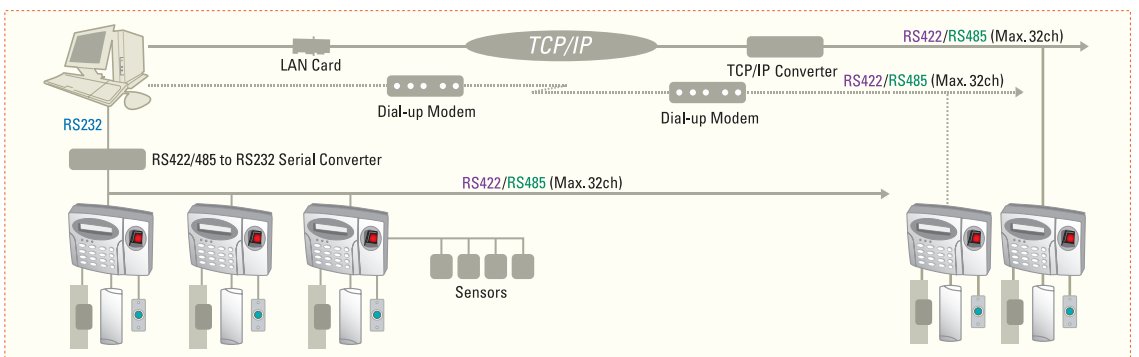 TCP/IP
RS422/RS485 (Max. 32ch)
LAN Card
TCP/IP Converter
RS422/RS485 (Max. 32ch)
Dial-up Modem
Dial-up Modem
RS232
RS422/485 to RS232 Serial Converter
RS422/RS485 (Max. 32ch)
Sensors